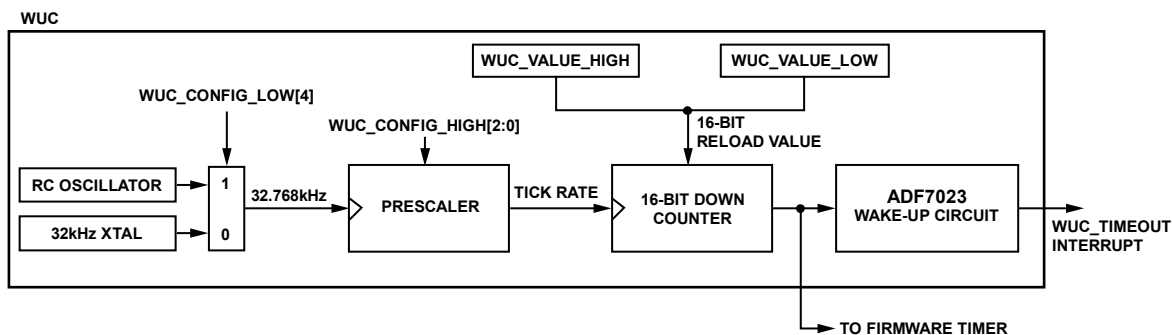 WUC
WUC_VALUE_HIGH
WUC_VALUE_LOW
WUC_CONFIG_LOW[4]
WUC_CONFIG_HIGH[2:0]
16-BIT
RELOAD VALUE
RC OSCILLATOR
1
32.768kHz
PRESCALER
TICK RATE
16-BIT DOWN
COUNTER
ADF7023
WAKE-UP CIRCUIT
32kHz XTAL
0
WUC_TIMEOUT
INTERRUPT
TO FIRMWARE TIMER